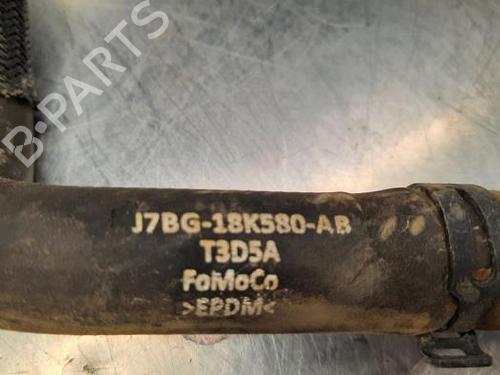 B-PARTS
J7BG-18K580-AB
T3D5A
FoMoCo
>EPDM<